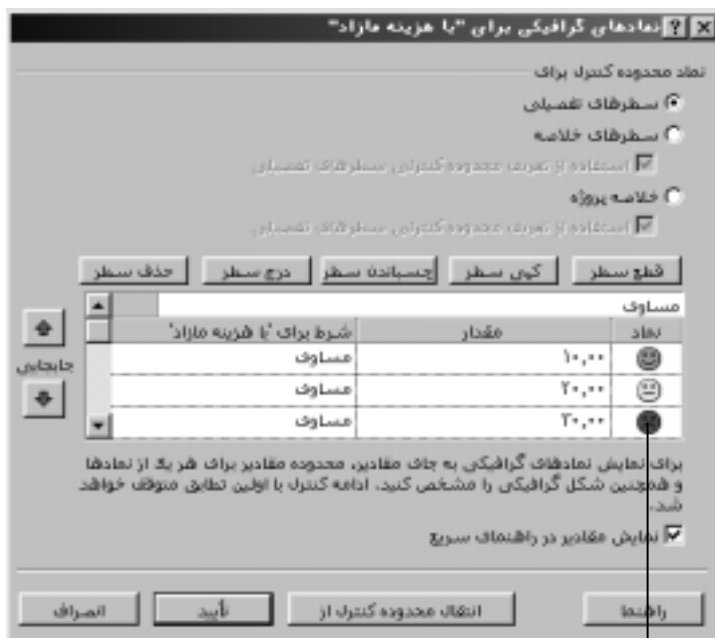 نمادهای گرافیکی برای "با هزینه مازاد"
نماد محدوده کنترل برای
سطرهای تفصیلی
سطرهای خلاصه
استفاده از تعریف محدوده کنترلی سطرهای تفصیلی
خلاصه پروژه
استفاده از تعریف محدوده کنترلی سطرهای تفصیلی
قطع سطر کپی سطر چسباندن سطر درج سطر حذف سطر
مساوی
نماد مقدار شرط برای 'با هزینه مازاد'
۱۰,۰۰ مساوی
۲۰,۰۰ مساوی
۳۰,۰۰ مساوی
جابجایی
برای نمایش نمادهای گرافیکی به جای مقادیر، محدوده مقادیر برای هر یک از نمادها
و همچنین شکل گرافیکی را مشخص کنید. ادامه کنترل با اولین تطابق متوقف خواهد
شد.
نمایش مقادیر در راهنمای سریع
راهنما انتقال محدوده کنترل از تأیید انصراف